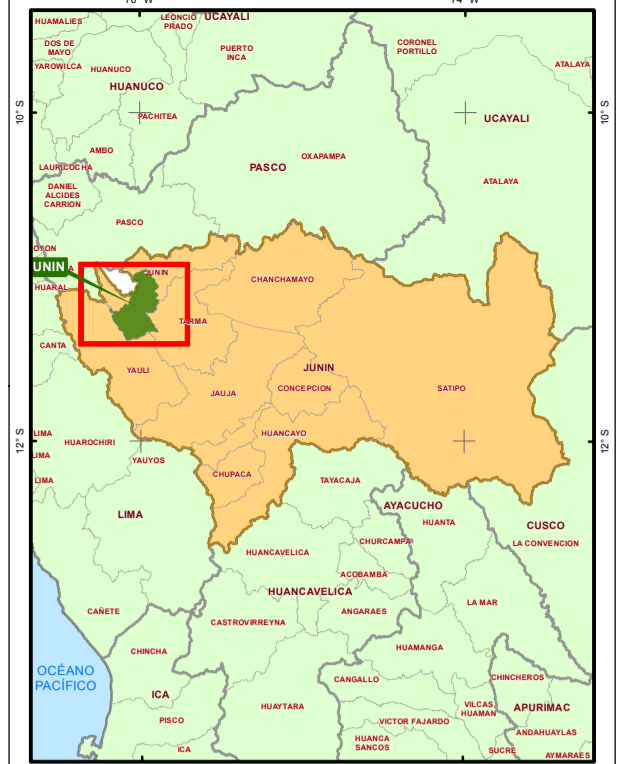 76° W
74° W
HUAMALIES
LEONCIO
PRADO
UCAYALI
DOS DE
MAYO
PUERTO
INCA
CORONEL
PORTILLO
YAROWILCA
HUANUCO
ATALAYA
HUANUCO
10° S
10° S
PACHITEA
UCAYALI
AMBO
LAURICOCHA
PASCO
OXAPAMPA
DANIEL
ALCIDES
CARRION
ATALAYA
PASCO
OYON
UNIN
JUNIN
HUARAL
CHANCHAMAYO
TARMA
CANTA
YAULI
JUNIN
JAUJA
CONCEPCION
SATIPO
LIMA
HUAROCHIRI
HUANCAYO
12° S
12° S
LIMA
YAUYOS
LIMA
CHUPACA
TAYACAJA
AYACUCHO
LIMA
HUANTA
CUSCO
CHURCAMPA
LA CONVENCION
HUANCAVELICA
ACOBAMBA
HUANCAVELICA
LA MAR
CAÑETE
ANGARAES
CASTROVIRREYNA
CHINCHA
HUAMANGA
OCÉANO
PACÍFICO
CANGALLO
CHINCHEROS
ICA
HUAYTARA
VILCAS
HUAMAN
APURIMAC
PISCO
VICTOR FAJARDO
ANDAHUAYLAS
HUANCA
SANCOS
ICA
SUCRE
AYMARAES